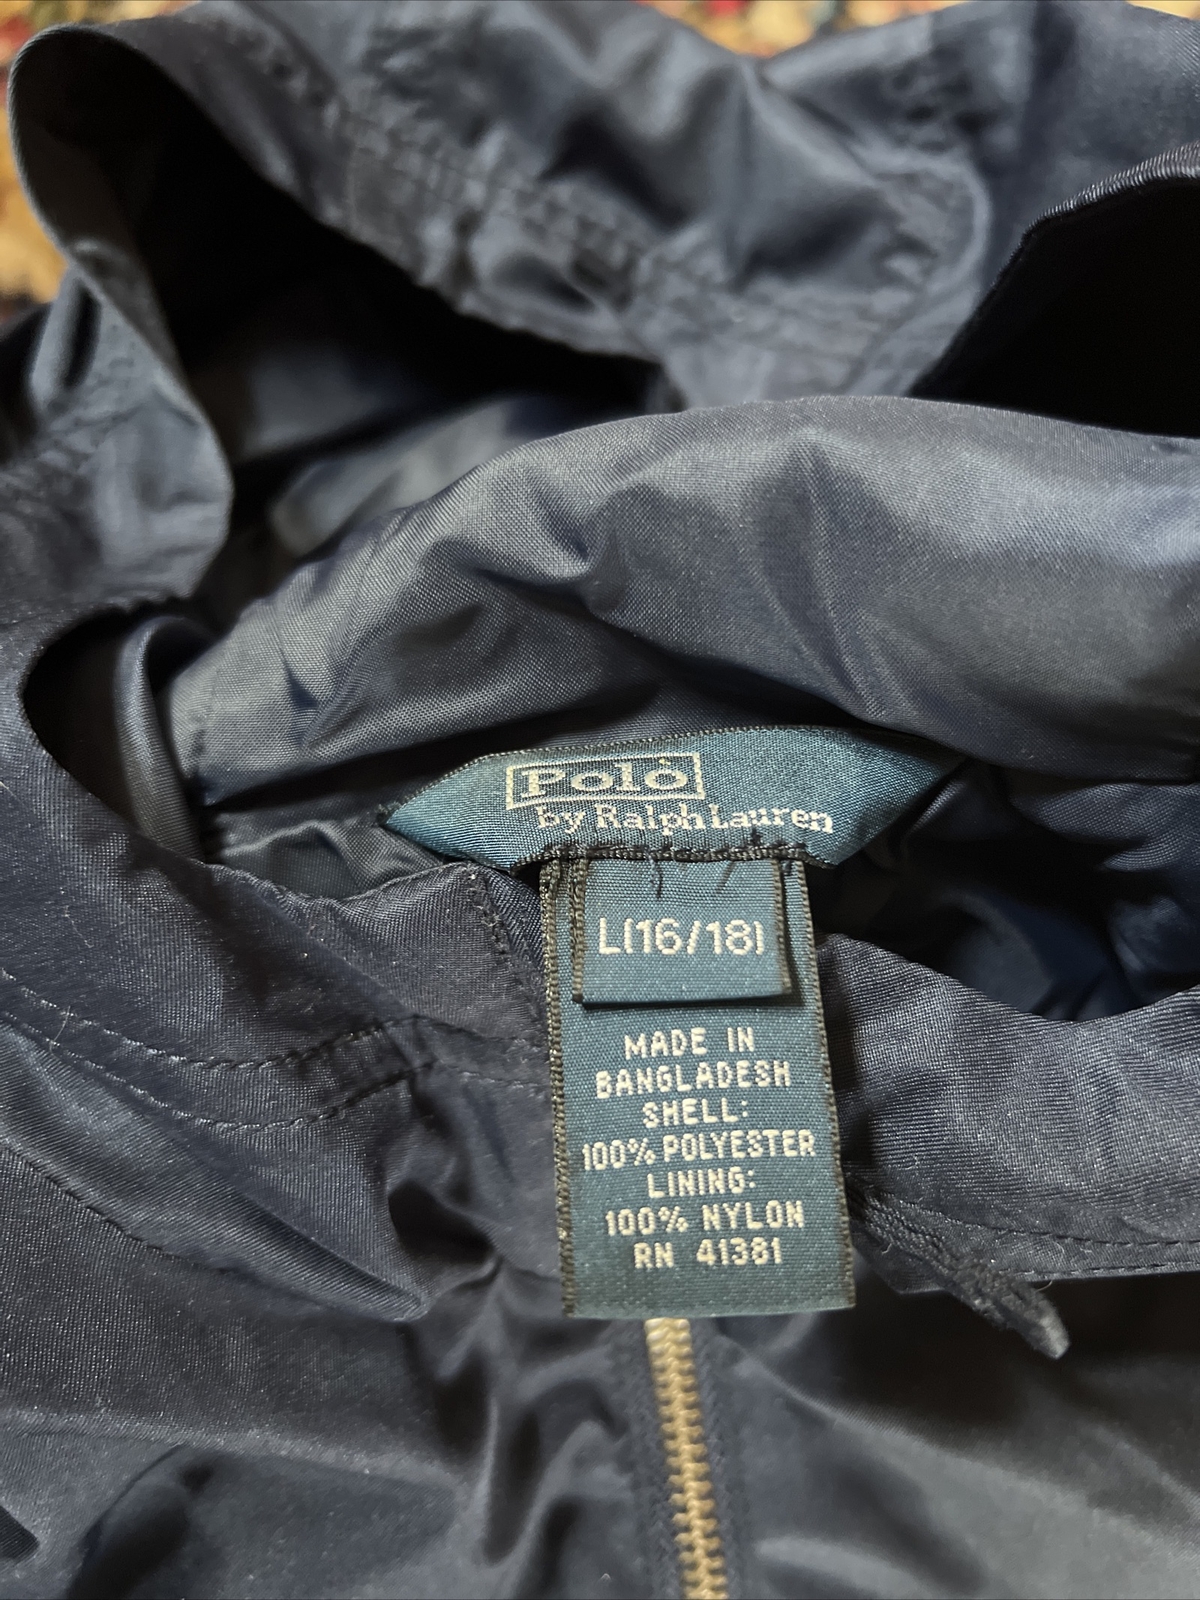 Polo
by Ralph Lauren
L(16/18)
MADE IN
BANGLADESH
SHELL:
100% POLYESTER
LINING:
100% NYLON
RN 41381